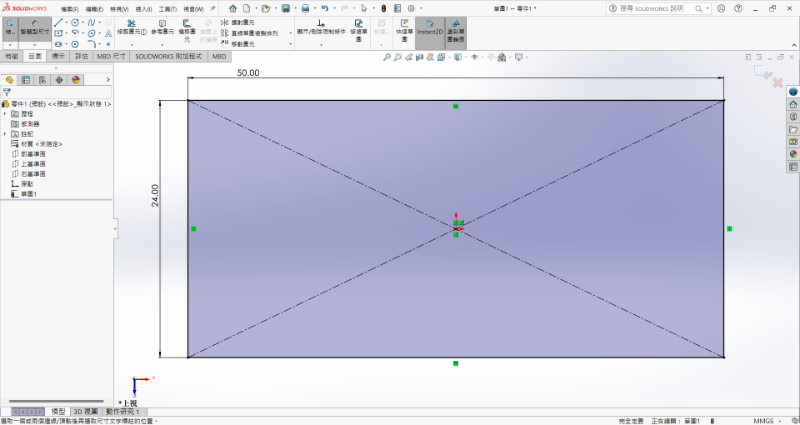 SOLIDWORKS 檔案(F) 編輯(E) 檢視(V) 插入(I) 工具(T) 視窗(W) 草圖1 ← 零件1 * 搜尋 SOLIDWORKS 說明
智慧型尺寸 修剪圖元(T) 參考圖元 偏移圖元 鏡射圖元 直線草圖複製排列 移動圖元 顯示/刪除限制條件 修復草圖 快速草圖 Instant2D 塗彩草圖輪廓
特徵 草圖 標示 評估 MBD 尺寸 SOLIDWORKS 附加程式 MBD
零件1 (預設) <<預設>_顯示狀態 1>
歷程
感測器
註記
材質 <未指定>
前基準面
上基準面
右基準面
原點
草圖1
50.00
24.00
*上視
模型 3D 視圖 動作研究 1
選取一個或兩個邊線/頂點後再選取尺寸文字標註的位置。 完全定義 正在編輯：草圖1 MMGS